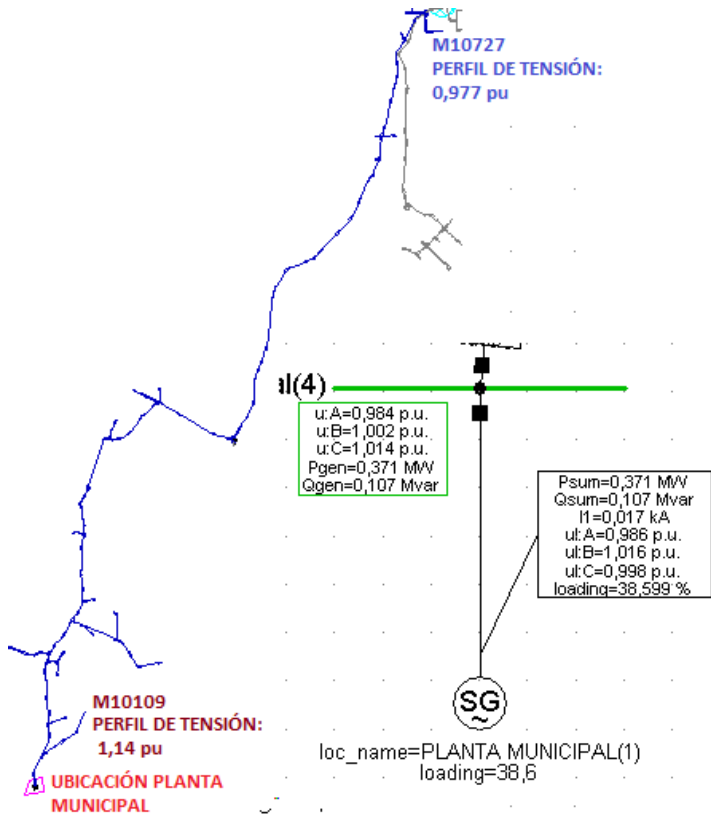 M10727
PERFIL DE TENSIÓN:
0,977 pu
al(4)
u:A=0,984 p.u.
u:B=1,002 p.u.
u:C=1,014 p.u.
Pgen=0,371 MW
Qgen=0,107 Mvar
Psum=0,371 MW
Qsum=0,107 Mvar
I1=0,017 kA
ul:A=0,986 p.u.
ul:B=1,016 p.u.
ul:C=0,998 p.u.
loading=38,599 %
SG
~
loc_name=PLANTA MUNICIPAL(1)
loading=38,6
M10109
PERFIL DE TENSIÓN:
1,14 pu
UBICACIÓN PLANTA
MUNICIPAL